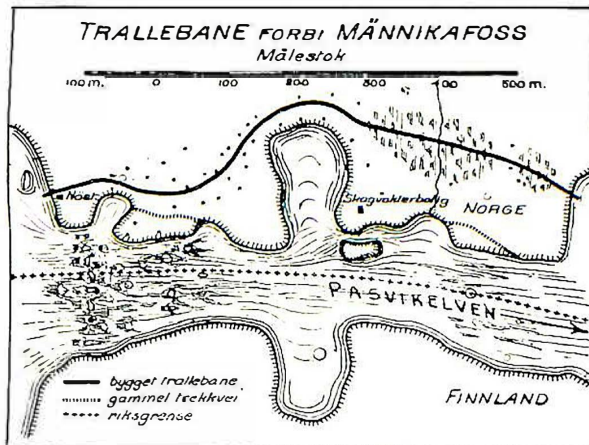 TRALLEBANE FORBI MÄNNIKAFOSS
Målestok
100 m. 0 100 200 300 400 500 m.
Noet
Skogvokterbolig
NORGE
PASVIKELVEN
bygget trallebane
gammel trekkvei
riksgrense
FINNLAND